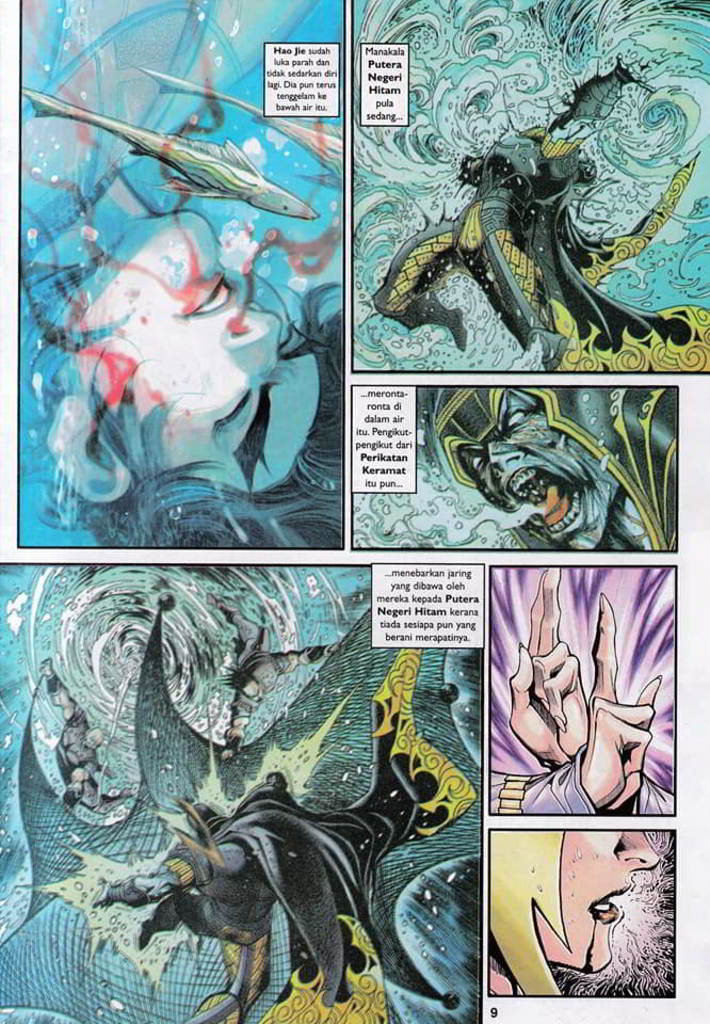 Hao Jie sudah
luka parah dan
tidak sedarkan diri
lagi. Dia pun terus
tenggelam ke
bawah air itu.
Manakala
Putera
Negeri
Hitam
pula
sedang...
...meronta-
ronta di
dalam air
itu. Pengikut-
pengikut dari
Perikatan
Keramat
itu pun...
...menebarkan jaring
yang dibawa oleh
mereka kepada Putera
Negeri Hitam kerana
tiada sesiapa pun yang
berani merapatinya.
9